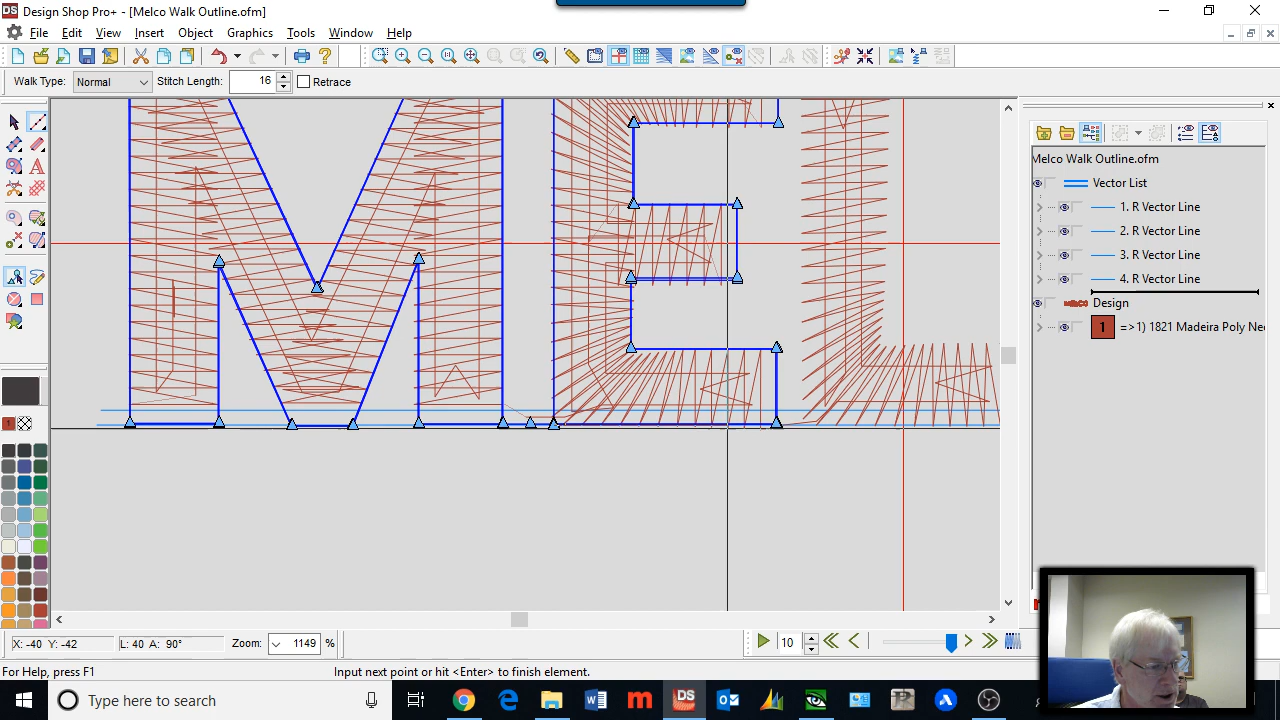 DS Design Shop Pro+ - [Melco Walk Outline.ofm]
File Edit View Insert Object Graphics Tools Window Help
Walk Type: Normal Stitch Length: 16 Retrace
Melco Walk Outline.ofm
Vector List
1. R Vector Line
2. R Vector Line
3. R Vector Line
4. R Vector Line
Design
1 =>1) 1821 Madeira Poly Ne
1
X: -40 Y: -42 L: 40 A: 90° Zoom: 1149 % 10
For Help, press F1 Input next point or hit <Enter> to finish element.
Type here to search